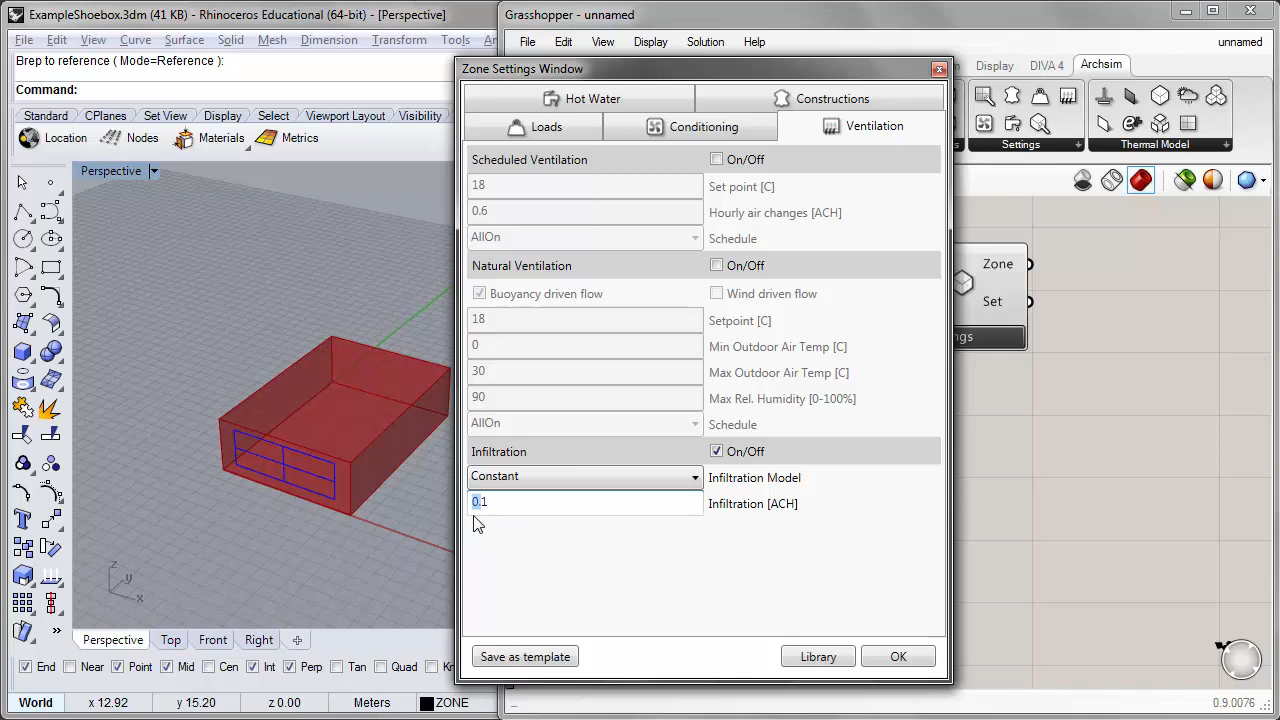 ExampleShoebox.3dm (41 KB) - Rhinoceros Educational (64-bit) - [Perspective]
File Edit View Curve Surface Solid Mesh Dimension Transform Tools
Brep to reference ( Mode=Reference ):
Command:
Standard CPlanes Set View Display Select Viewport Layout Visibility
Location Nodes Materials Metrics
Perspective
z
y
x
Perspective Top Front Right
End Near Point Mid Cen Int Perp Tan Quad
World x 12.92 y 15.20 z 0.00 Meters ZONE
Grasshopper - unnamed
File Edit View Display Solution Help unnamed
Display DIVA 4 Archsim
Settings Thermal Model
Zone
Set
ngs
0.9.0076
Zone Settings Window
Hot Water Constructions
Loads Conditioning Ventilation
Scheduled Ventilation On/Off
18 Set point [C]
0.6 Hourly air changes [ACH]
AllOn Schedule
Natural Ventilation On/Off
Buoyancy driven flow Wind driven flow
18 Setpoint [C]
0 Min Outdoor Air Temp [C]
30 Max Outdoor Air Temp [C]
90 Max Rel. Humidity [0-100%]
AllOn Schedule
Infiltration On/Off
Constant Infiltration Model
0.1 Infiltration [ACH]
Save as template Library OK